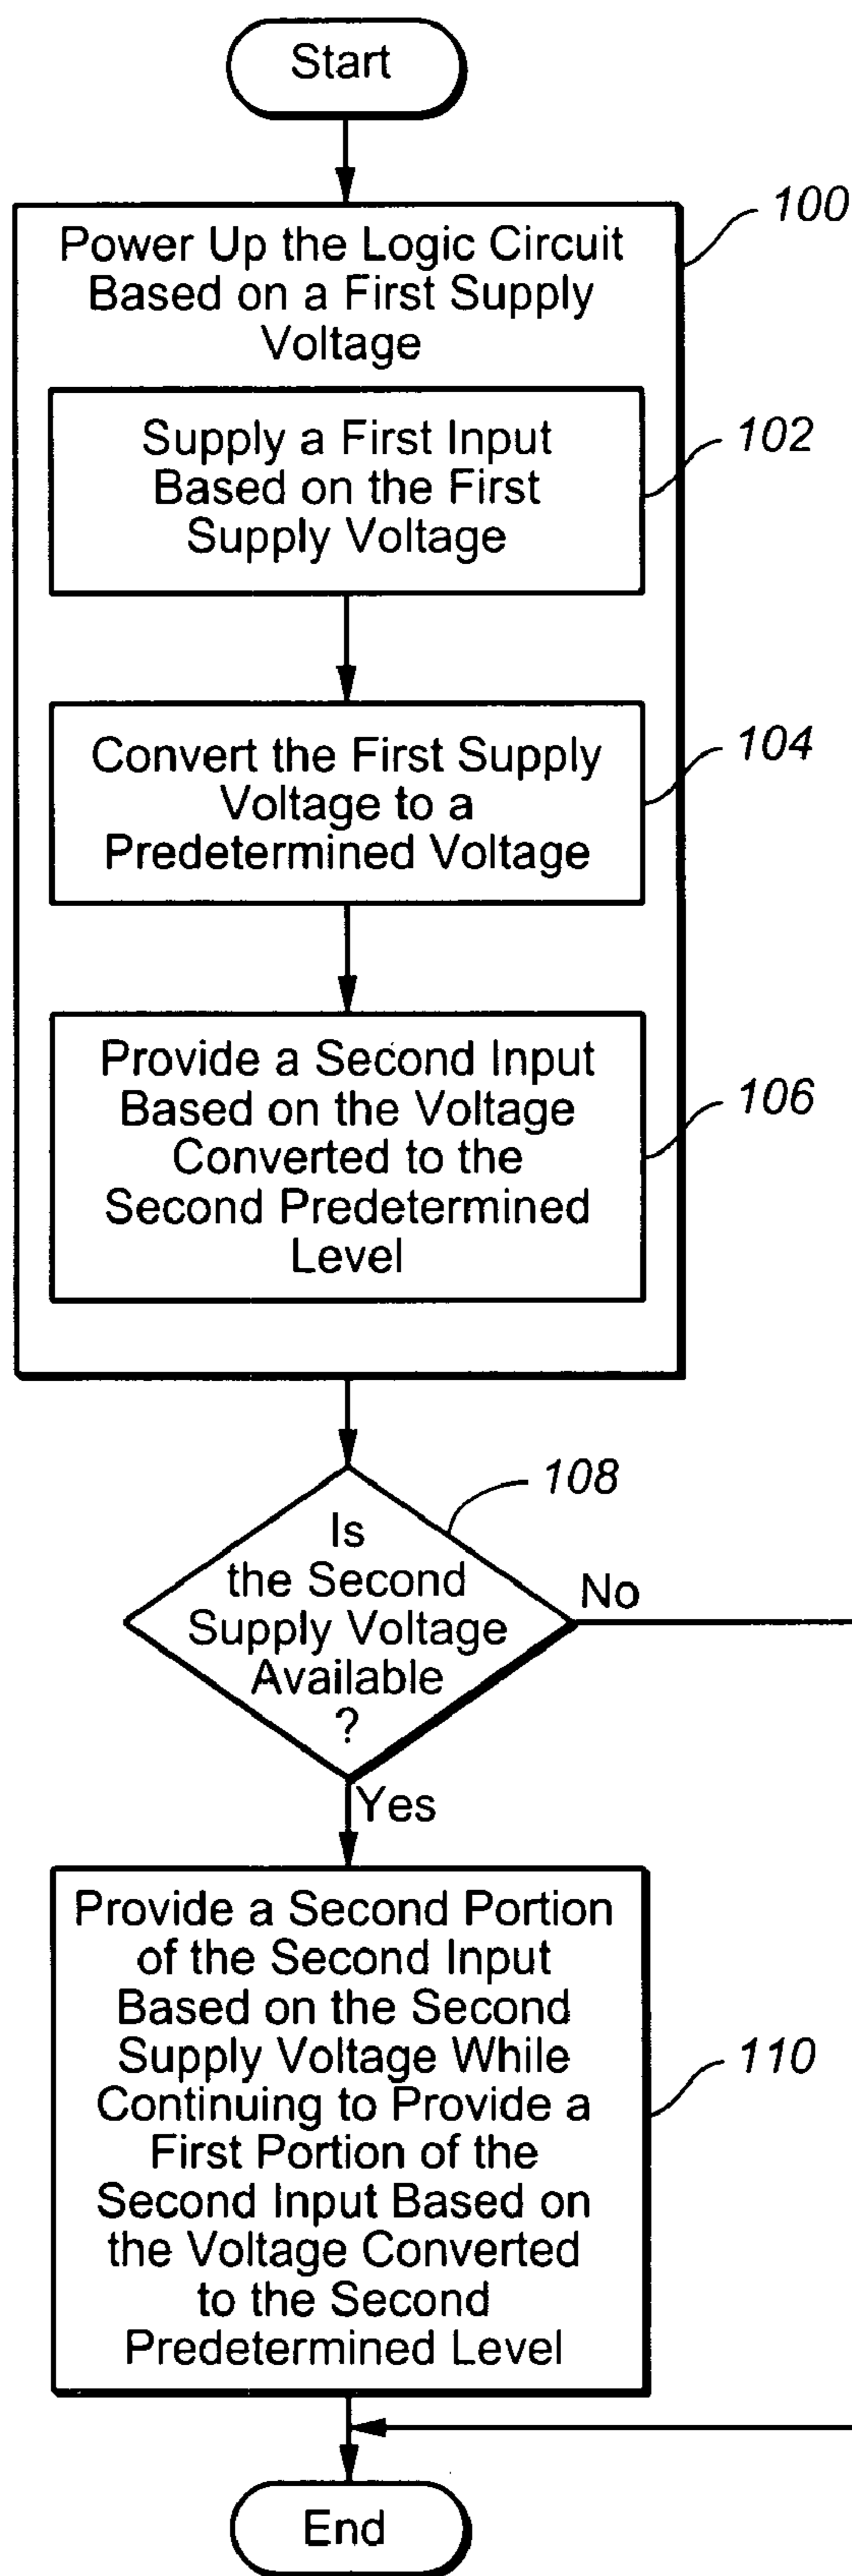 Start
100
Power Up the Logic Circuit
Based on a First Supply
Voltage
102
Supply a First Input
Based on the First
Supply Voltage
104
Convert the First Supply
Voltage to a
Predetermined Voltage
106
Provide a Second Input
Based on the Voltage
Converted to the
Second Predetermined
Level
108
Is
the Second
Supply Voltage
Available
?
No
Yes
110
Provide a Second Portion
of the Second Input
Based on the Second
Supply Voltage While
Continuing to Provide a
First Portion of the
Second Input Based on
the Voltage Converted
to the Second
Predetermined Level
End